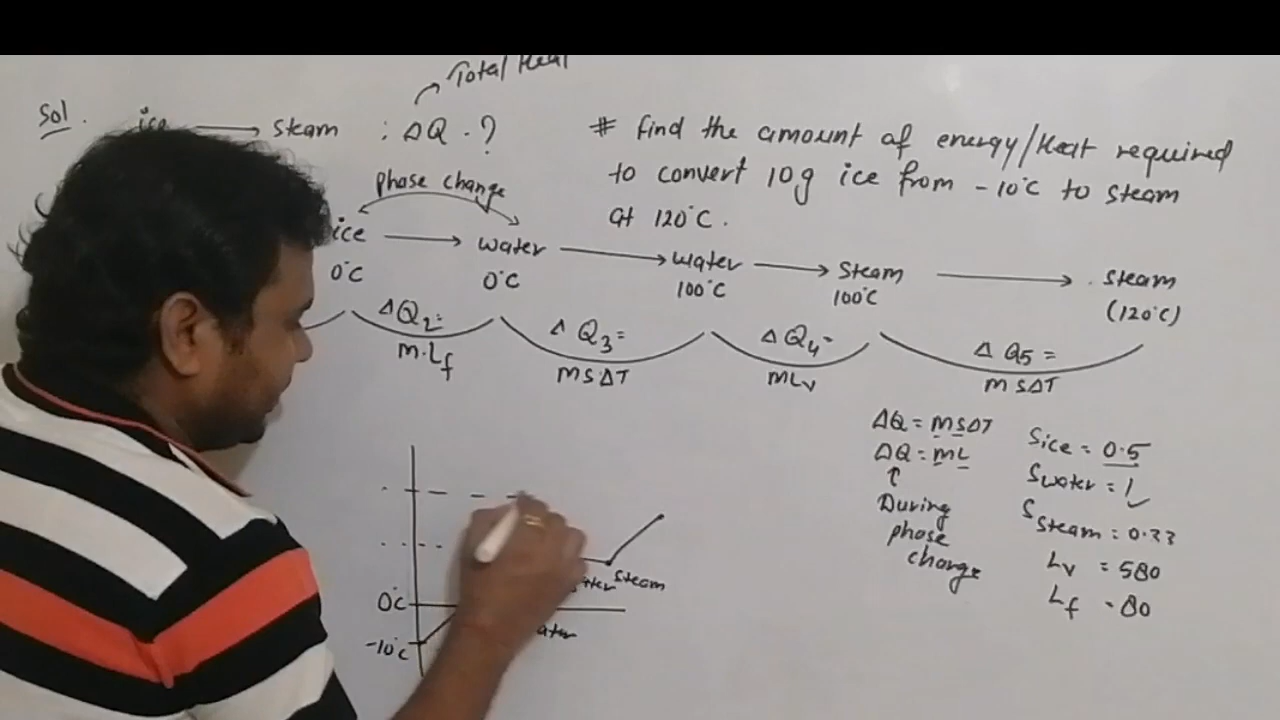 Total Heat
Sol.
ice → steam : ΔQ . ?
# find the amount of energy/Heat required
to convert 10g ice from -10°C to steam
at 120°C.
phase change
ice → water → water → steam → steam
0°C 0°C 100°C 100°C (120°C)
ΔQ2= ΔQ3= ΔQ4= ΔQ5=
m.Lf msΔT mLv msΔT
ΔQ = msΔT
ΔQ = mL
↑
During
phase
change
Sice = 0.5
Swater = 1 ✓
Ssteam = 0.33
Lv = 580
Lf = 80
steam
0°C
-10°C